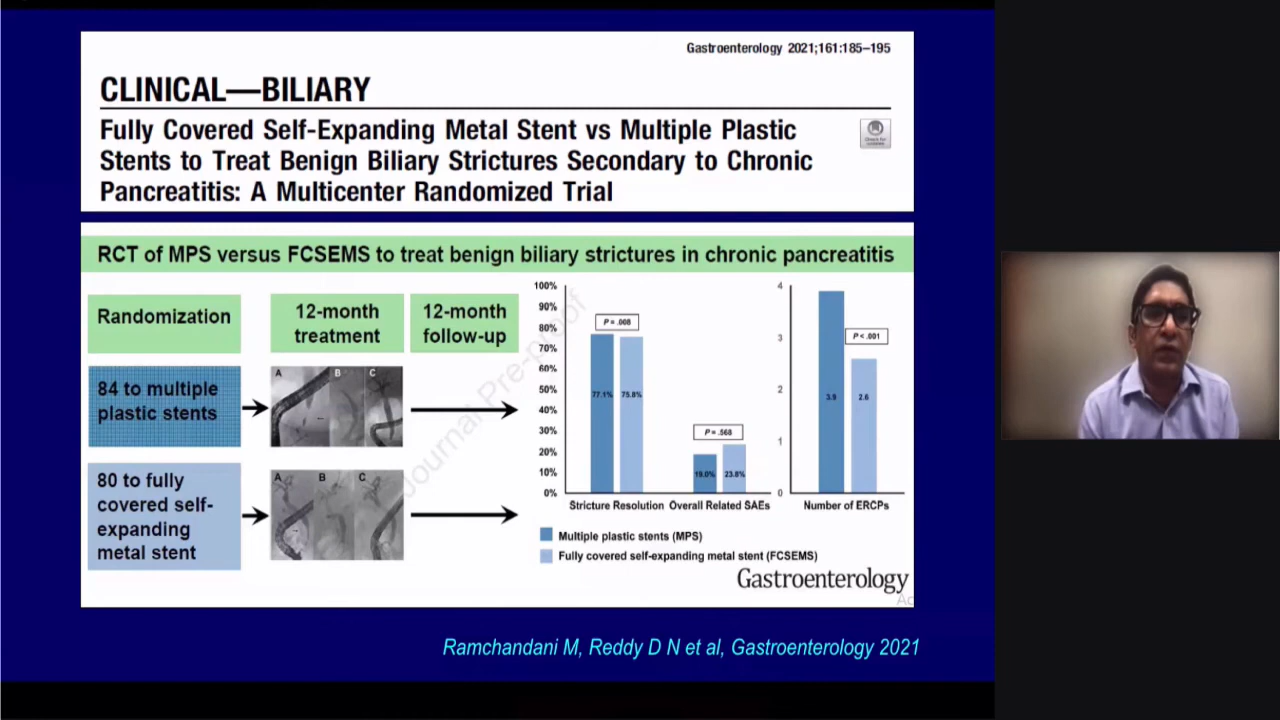 Gastroenterology 2021;161:185–195
CLINICAL—BILIARY
Fully Covered Self-Expanding Metal Stent vs Multiple Plastic
Stents to Treat Benign Biliary Strictures Secondary to Chronic
Pancreatitis: A Multicenter Randomized Trial
RCT of MPS versus FCSEMS to treat benign biliary strictures in chronic pancreatitis
Randomization
12-month
treatment
12-month
follow-up
84 to multiple
plastic stents
A B C
80 to fully
covered self-
expanding
metal stent
A B C
Journal Pre-proof
100%
90%
80%
70%
60%
50%
40%
30%
20%
10%
0%
P = .008
77.1% 75.8%
P = .568
19.0% 23.8%
Stricture Resolution Overall Related SAEs
4
3
2
1
0
P < .001
3.9 2.6
Number of ERCPs
Multiple plastic stents (MPS)
Fully covered self-expanding metal stent (FCSEMS)
Gastroenterology
Ac
Ramchandani M, Reddy D N et al, Gastroenterology 2021